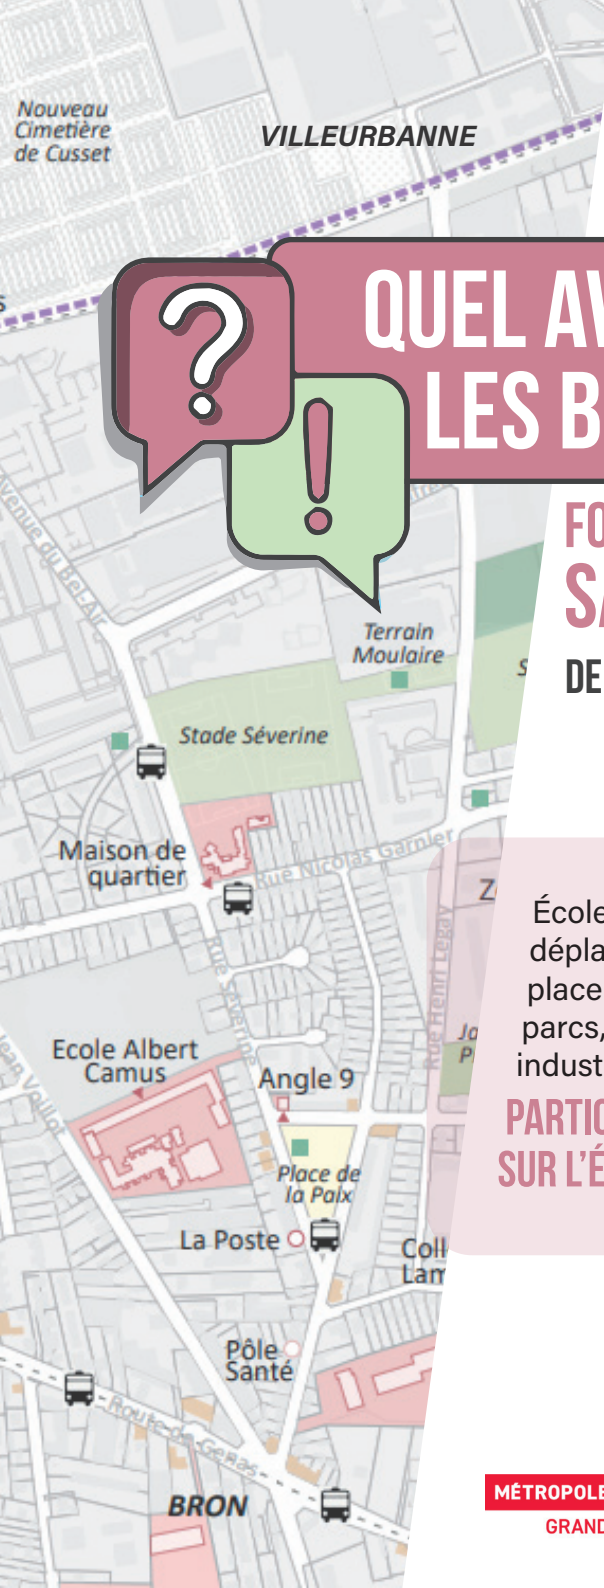 Nouveau
Cimetière
de Cusset
VILLEURBANNE
S
?
QUEL AV
LES B
!
Avenue du Bel-Air
FO
SA
DE
Terrain
Moulaire
S
Stade Séverine
Maison de
quartier
Rue Nicolas Garnier
Z
École
dépla
place
parcs,
indust
Rue Séverine
Rue Henri Legay
Ja
P
Ecole Albert
Camus
Angle 9
PARTIC
SUR L'É
Place de
la Paix
La Poste
Coll
Lam
Pôle
Santé
Route de Genas
BRON
MÉTROPOLE
GRAND